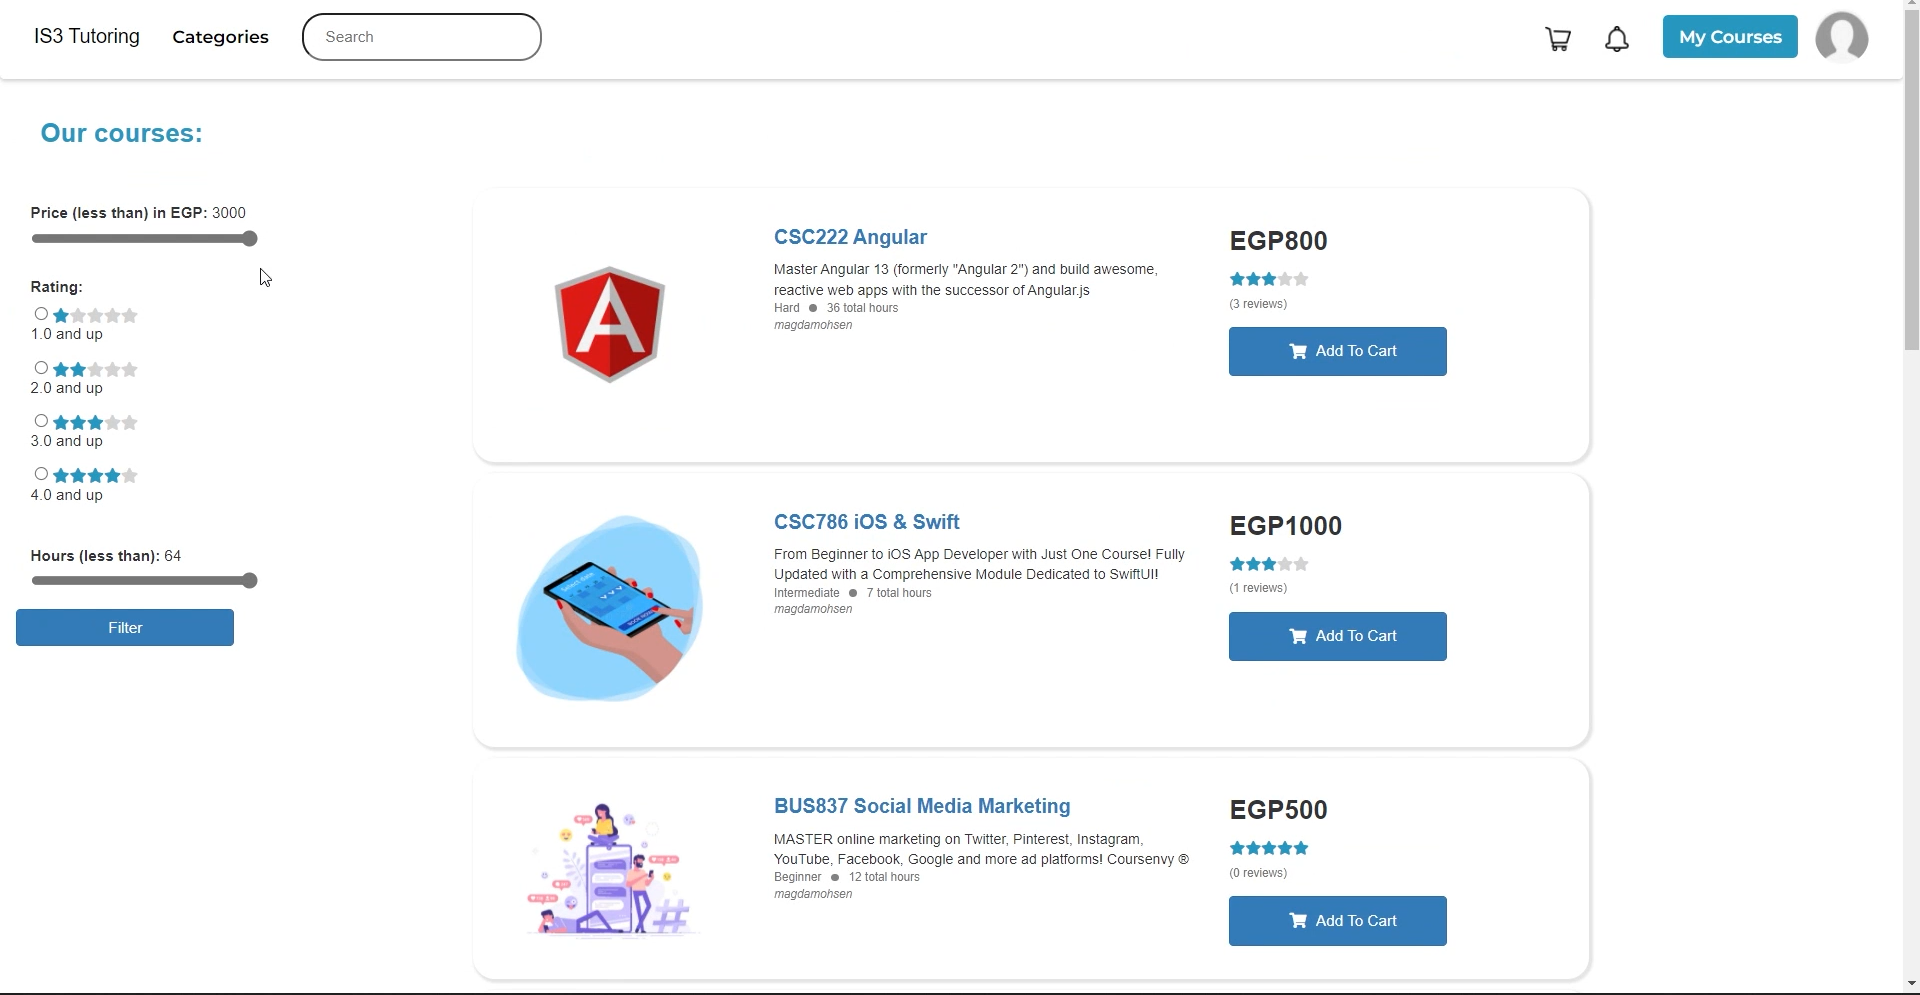 IS3 Tutoring
Categories
Search
My Courses
Our courses:
Price (less than) in EGP: 3000
Rating:
1.0 and up
2.0 and up
3.0 and up
4.0 and up
Hours (less than): 64
Filter
CSC222 Angular
Master Angular 13 (formerly "Angular 2") and build awesome,
reactive web apps with the successor of Angular.js
Hard ● 36 total hours
magdamohsen
EGP800
(3 reviews)
Add To Cart
CSC786 iOS & Swift
From Beginner to iOS App Developer with Just One Course! Fully
Updated with a Comprehensive Module Dedicated to SwiftUI!
Intermediate ● 7 total hours
magdamohsen
EGP1000
(1 reviews)
Add To Cart
BUS837 Social Media Marketing
MASTER online marketing on Twitter, Pinterest, Instagram,
YouTube, Facebook, Google and more ad platforms! Coursenvy ®
Beginner ● 12 total hours
magdamohsen
EGP500
(0 reviews)
Add To Cart